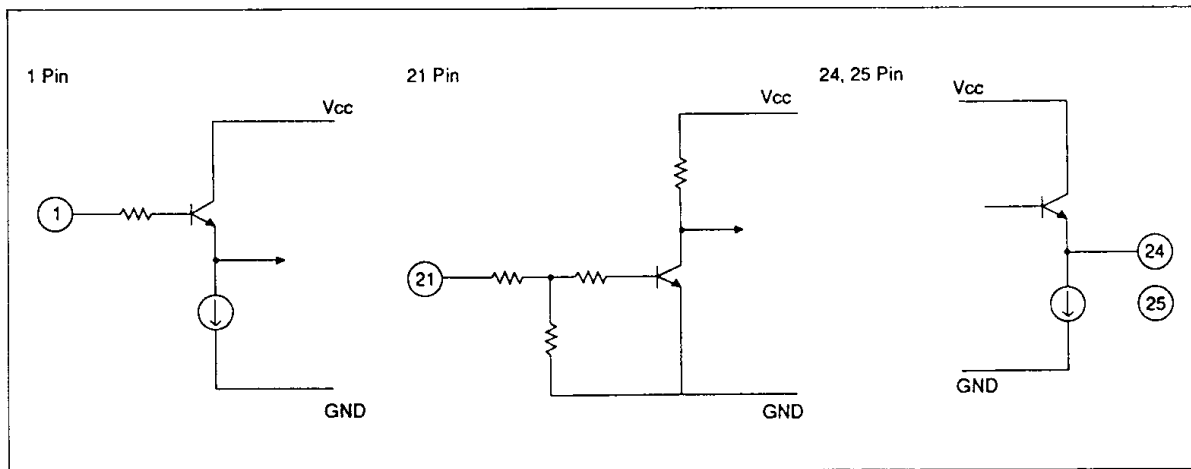 1 Pin
Vcc
1
GND
21 Pin
Vcc
21
GND
24, 25 Pin
Vcc
24
25
GND